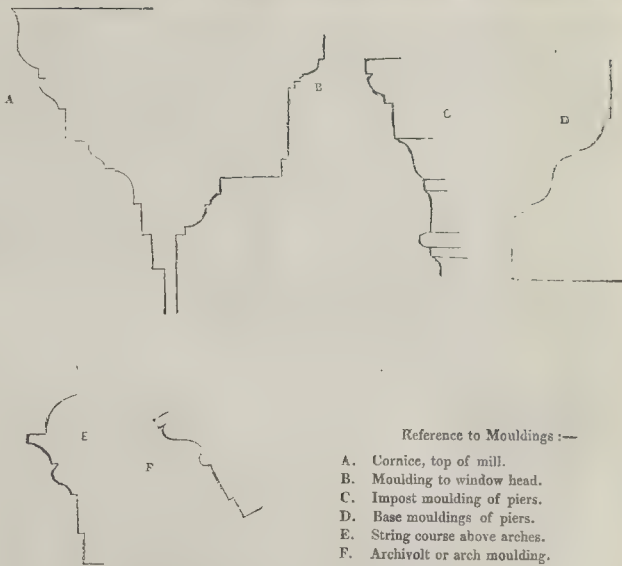 A
B
C
D
E
F
Reference to Mouldings :—
A. Cornice, top of mill.
B. Moulding to window head.
C. Impost moulding of piers.
D. Base mouldings of piers.
E. String course above arches.
F. Archivolt or arch moulding.